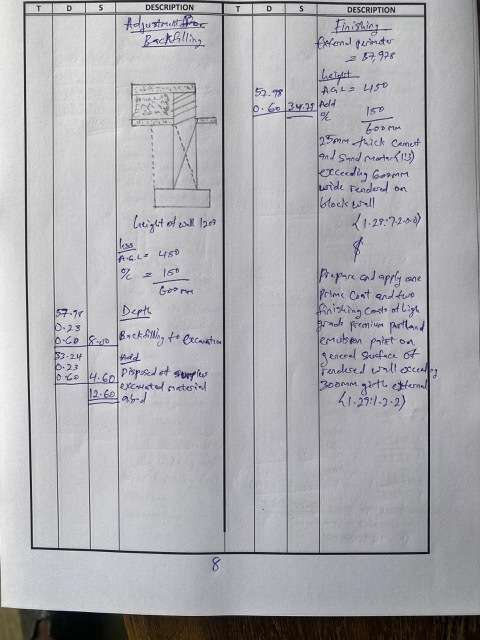 T D S DESCRIPTION T D S DESCRIPTION
Adjustment for
Backfilling
height of wall 1200
less
A.G.L = 450
% = 150
600mm
Depth
57.98
0.23
0.60 8.00 Backfilling to excavation
33.24 Add
0.23
0.60 4.60 Disposal of surplus
excavated material
12.60 abd
Finishing
External perimeter
= 57,978
height
57.98 A.G.L = 450
0.60 34.79 Add
% 150
600mm
25mm thick cement
and sand mortar (1:3)
exceeding 600mm
wide rendered on
block wall
(1.29:7.2.0.0)
&
Prepare and apply one
Prime coat and two
finishing coats of high
grade premium portland
emulsion paint on
general surface of
rendered wall exceeding
300mm girth external
(1.29:1.2.2)
8